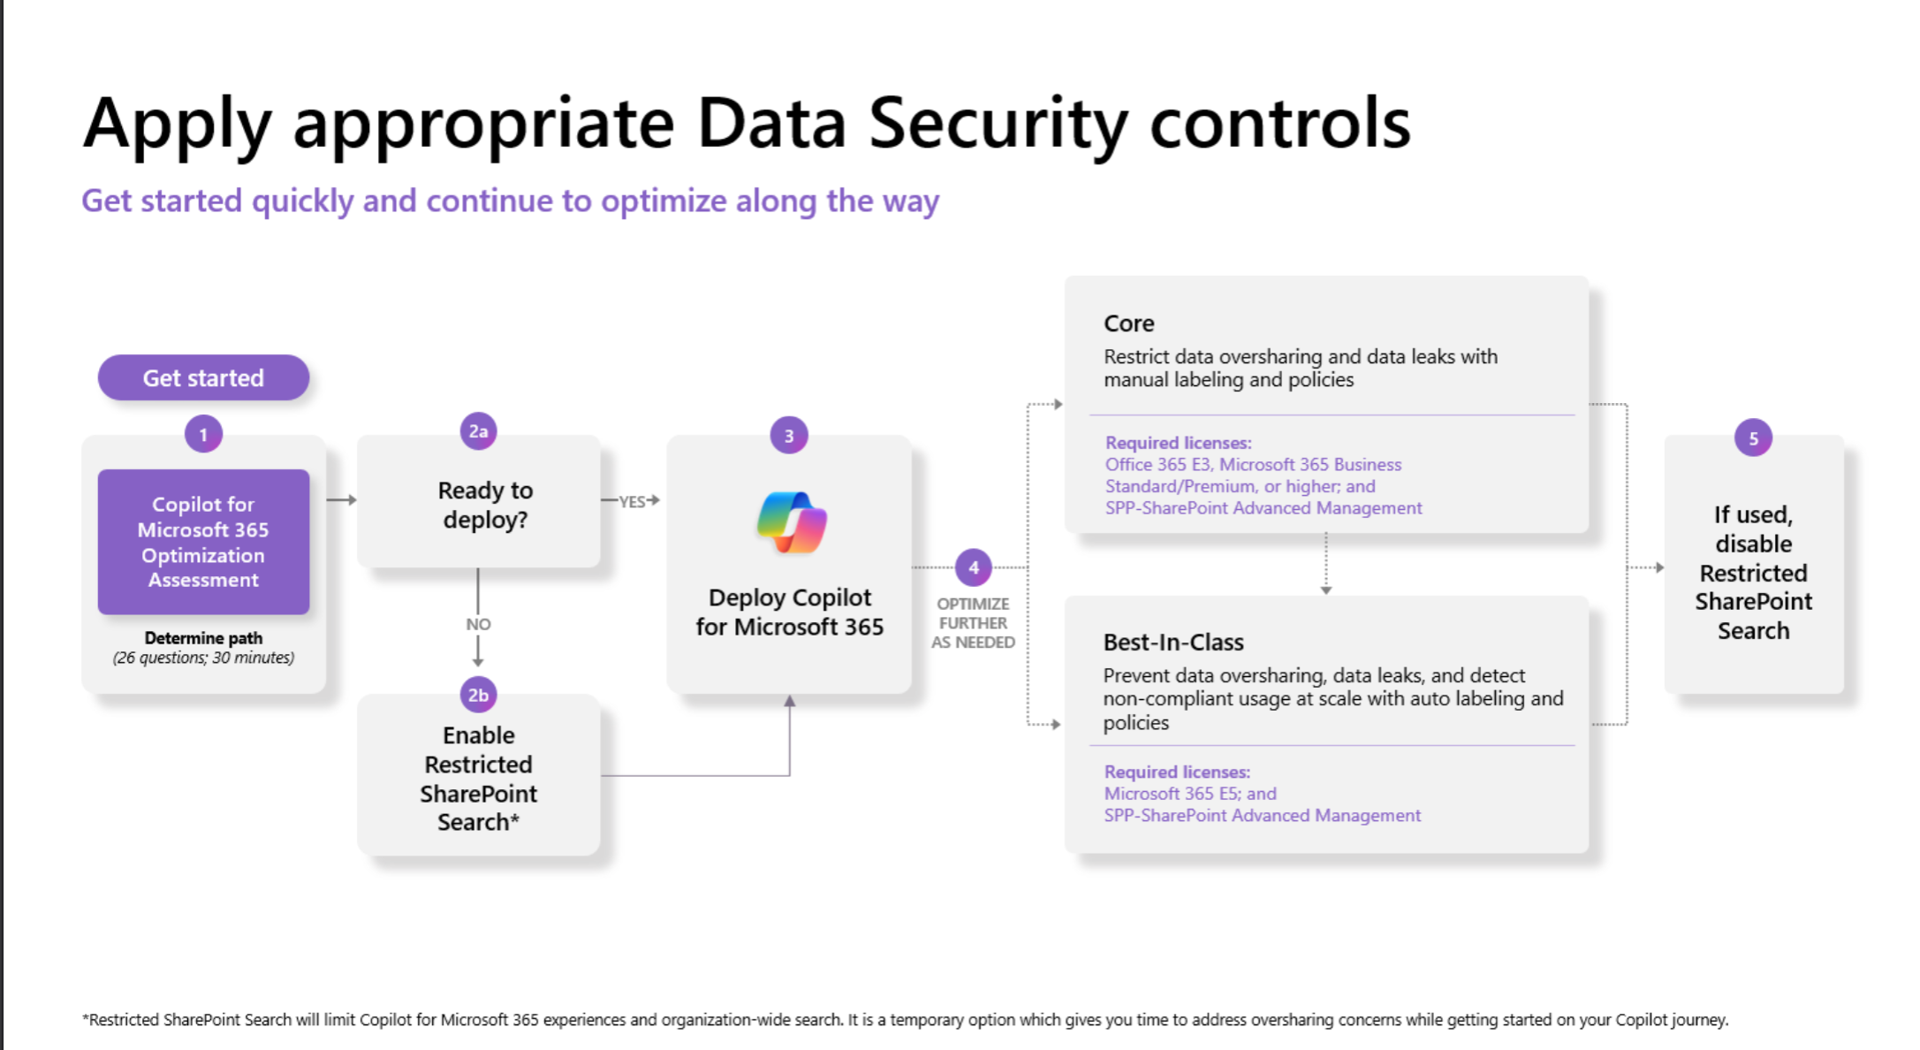 Apply appropriate Data Security controls
Get started quickly and continue to optimize along the way
Get started
1
Copilot for
Microsoft 365
Optimization
Assessment
Determine path
(26 questions; 30 minutes)
2a
Ready to
deploy?
YES
NO
2b
Enable
Restricted
SharePoint
Search*
3
Deploy Copilot
for Microsoft 365
4
OPTIMIZE
FURTHER
AS NEEDED
Core
Restrict data oversharing and data leaks with
manual labeling and policies
Required licenses:
Office 365 E3, Microsoft 365 Business
Standard/Premium, or higher; and
SPP-SharePoint Advanced Management
Best-In-Class
Prevent data oversharing, data leaks, and detect
non-compliant usage at scale with auto labeling and
policies
Required licenses:
Microsoft 365 E5; and
SPP-SharePoint Advanced Management
5
If used,
disable
Restricted
SharePoint
Search
*Restricted SharePoint Search will limit Copilot for Microsoft 365 experiences and organization-wide search. It is a temporary option which gives you time to address oversharing concerns while getting started on your Copilot journey.